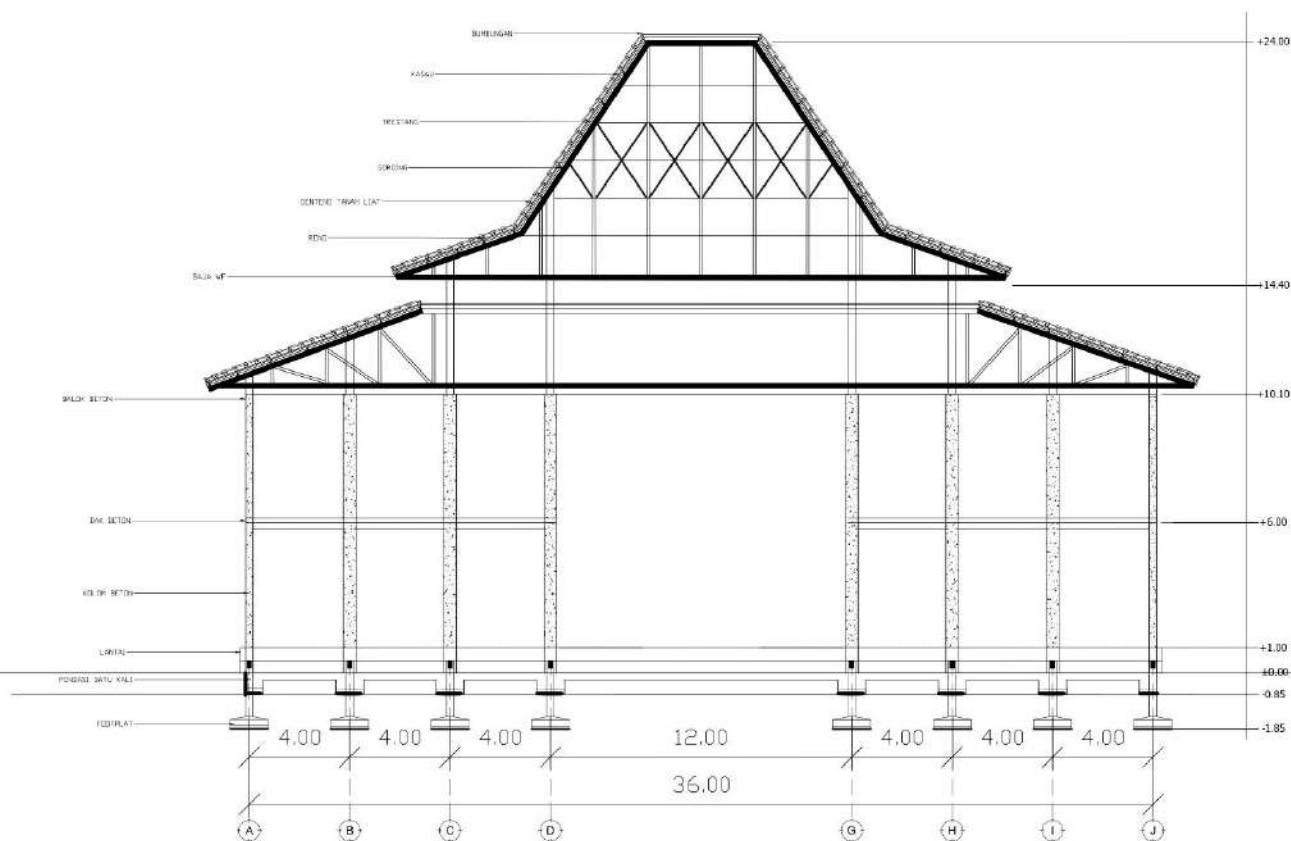 BUMBUNGAN
+24.00
KASAU
TRESTANG
GORDING
GENTENG TANAH LIAT
RENG
BAJA WF
+14.40
BALOK BETON
+10.10
DAK BETON
+6.00
KOLOM BETON
LANTAI
+1.00
±0.00
PONDASI BATU KALI
-0.85
FOOTPLAT
-1.85
4.00 4.00 4.00 12.00 4.00 4.00 4.00
36.00
A B C D G H I J